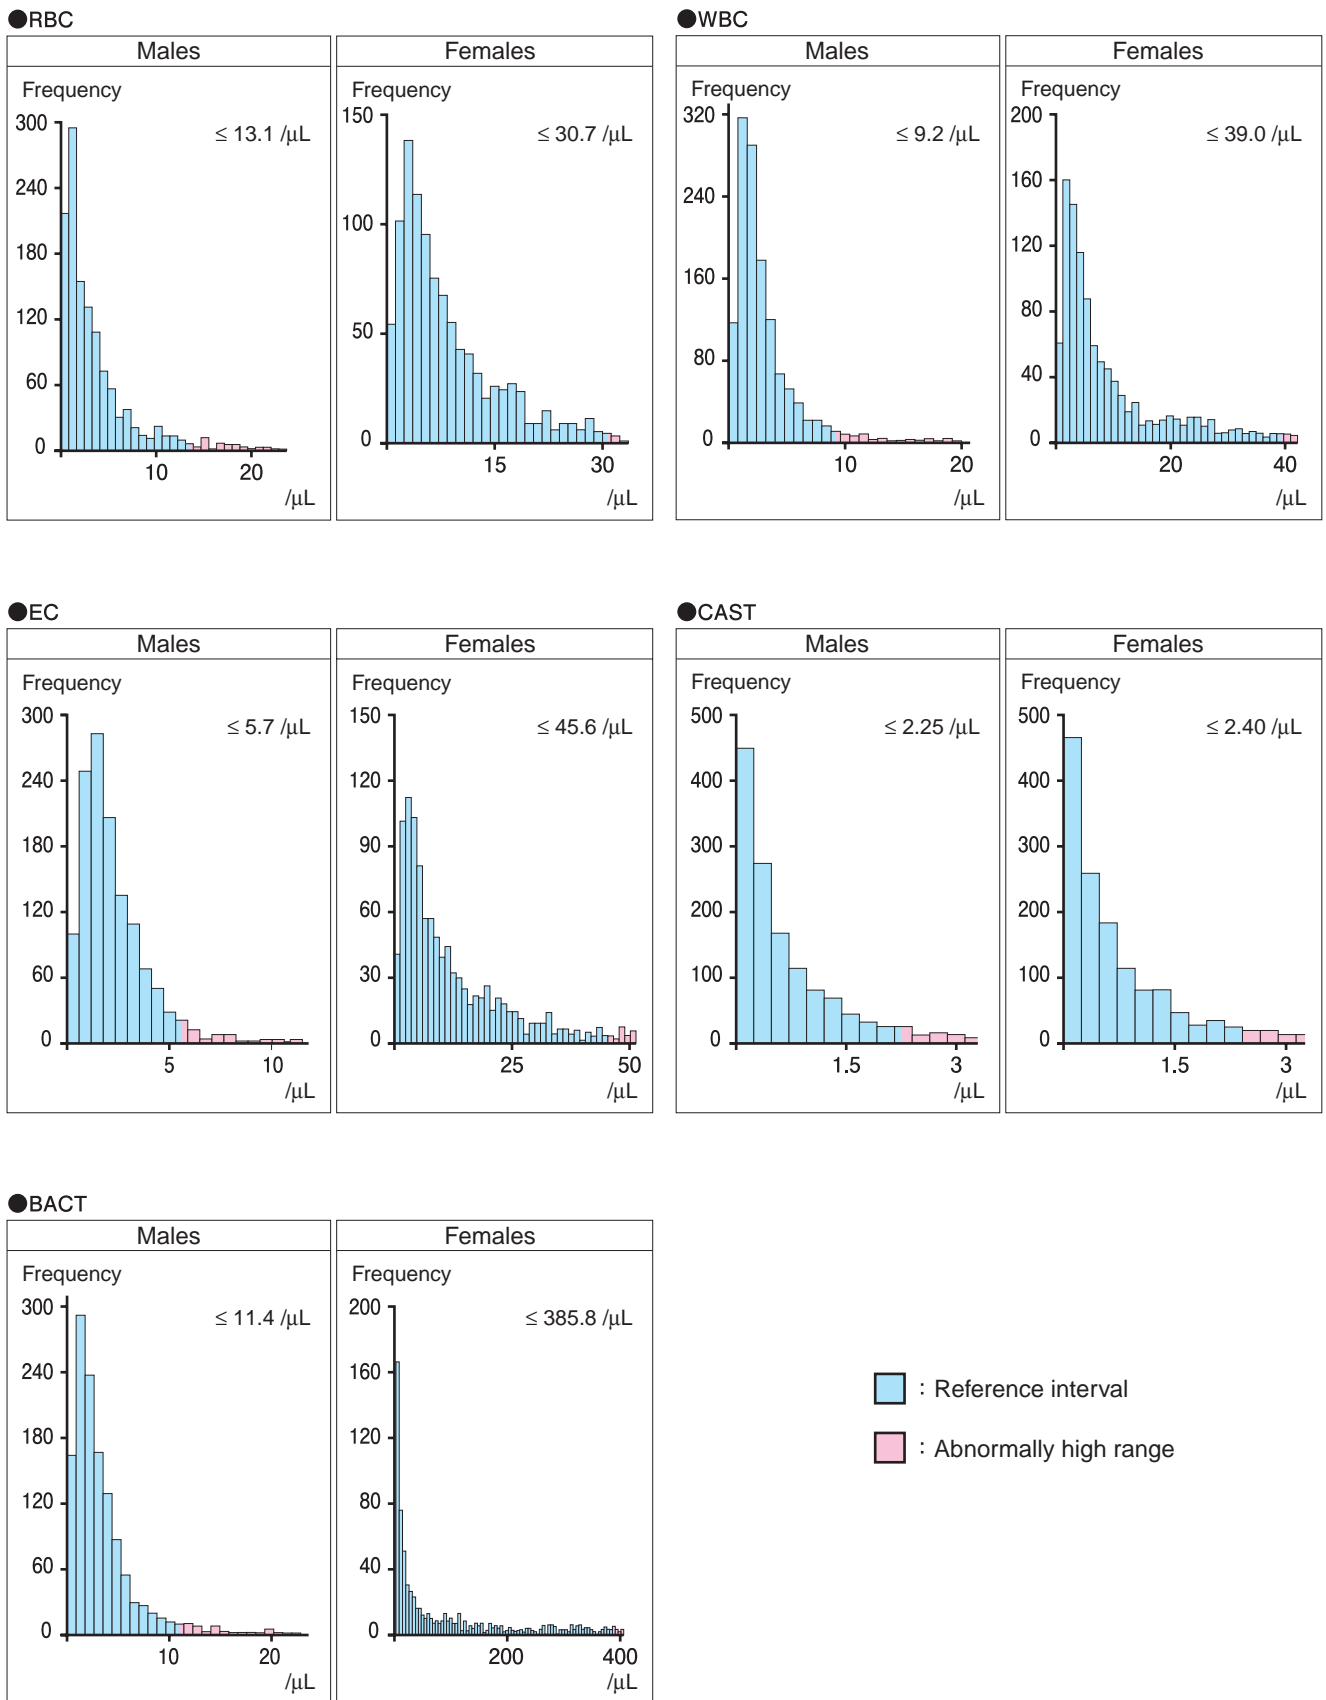 ●RBC
Males
Females
Frequency
≤ 13.1 /μL
300
240
180
120
60
0
10
20
/μL
Frequency
≤ 30.7 /μL
150
100
50
0
15
30
/μL
●WBC
Males
Females
Frequency
≤ 9.2 /μL
320
240
160
80
0
10
20
/μL
Frequency
≤ 39.0 /μL
200
160
120
80
40
0
20
40
/μL
●EC
Males
Females
Frequency
≤ 5.7 /μL
300
240
180
120
60
0
5
10
/μL
Frequency
≤ 45.6 /μL
150
120
90
60
30
0
25
50
/μL
●CAST
Males
Females
Frequency
≤ 2.25 /μL
500
400
300
200
100
0
1.5
3
/μL
Frequency
≤ 2.40 /μL
500
400
300
200
100
0
1.5
3
/μL
●BACT
Males
Females
Frequency
≤ 11.4 /μL
300
240
180
120
60
0
10
20
/μL
Frequency
≤ 385.8 /μL
200
160
120
80
40
0
200
400
/μL
: Reference interval
: Abnormally high range